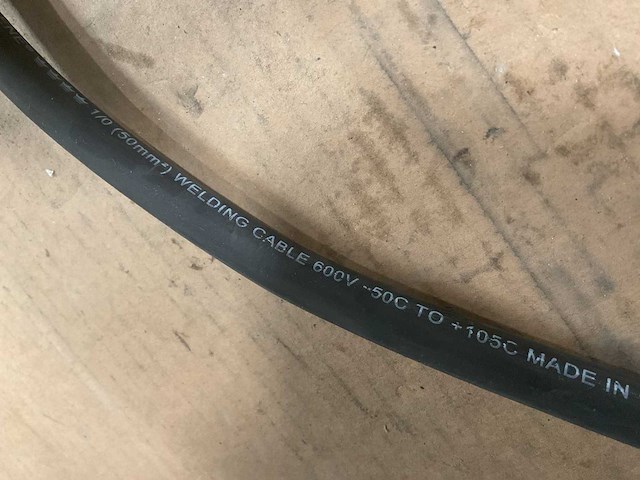 1/0 (50mm²) WELDING CABLE 600V -50C TO +105C MADE IN